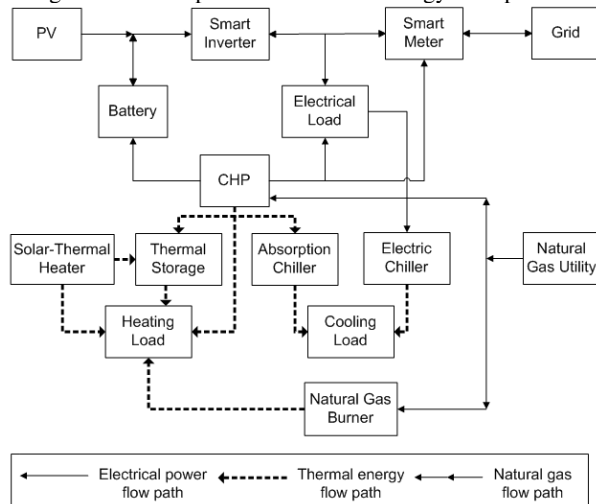 PV
Smart
Inverter
Smart
Meter
Grid
Battery
Electrical
Load
CHP
Solar-Thermal
Heater
Thermal
Storage
Absorption
Chiller
Electric
Chiller
Natural
Gas Utility
Heating
Load
Cooling
Load
Natural Gas
Burner
Electrical power
flow path
Thermal energy
flow path
Natural gas
flow path